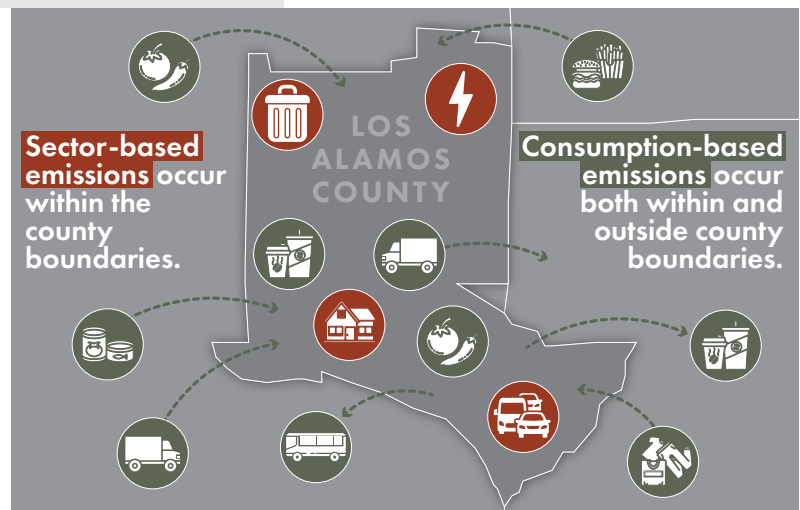 LOS
ALAMOS
COUNTY
Sector-based
emissions occur
within the
county
boundaries.
Consumption-based
emissions occur
both within and
outside county
boundaries.